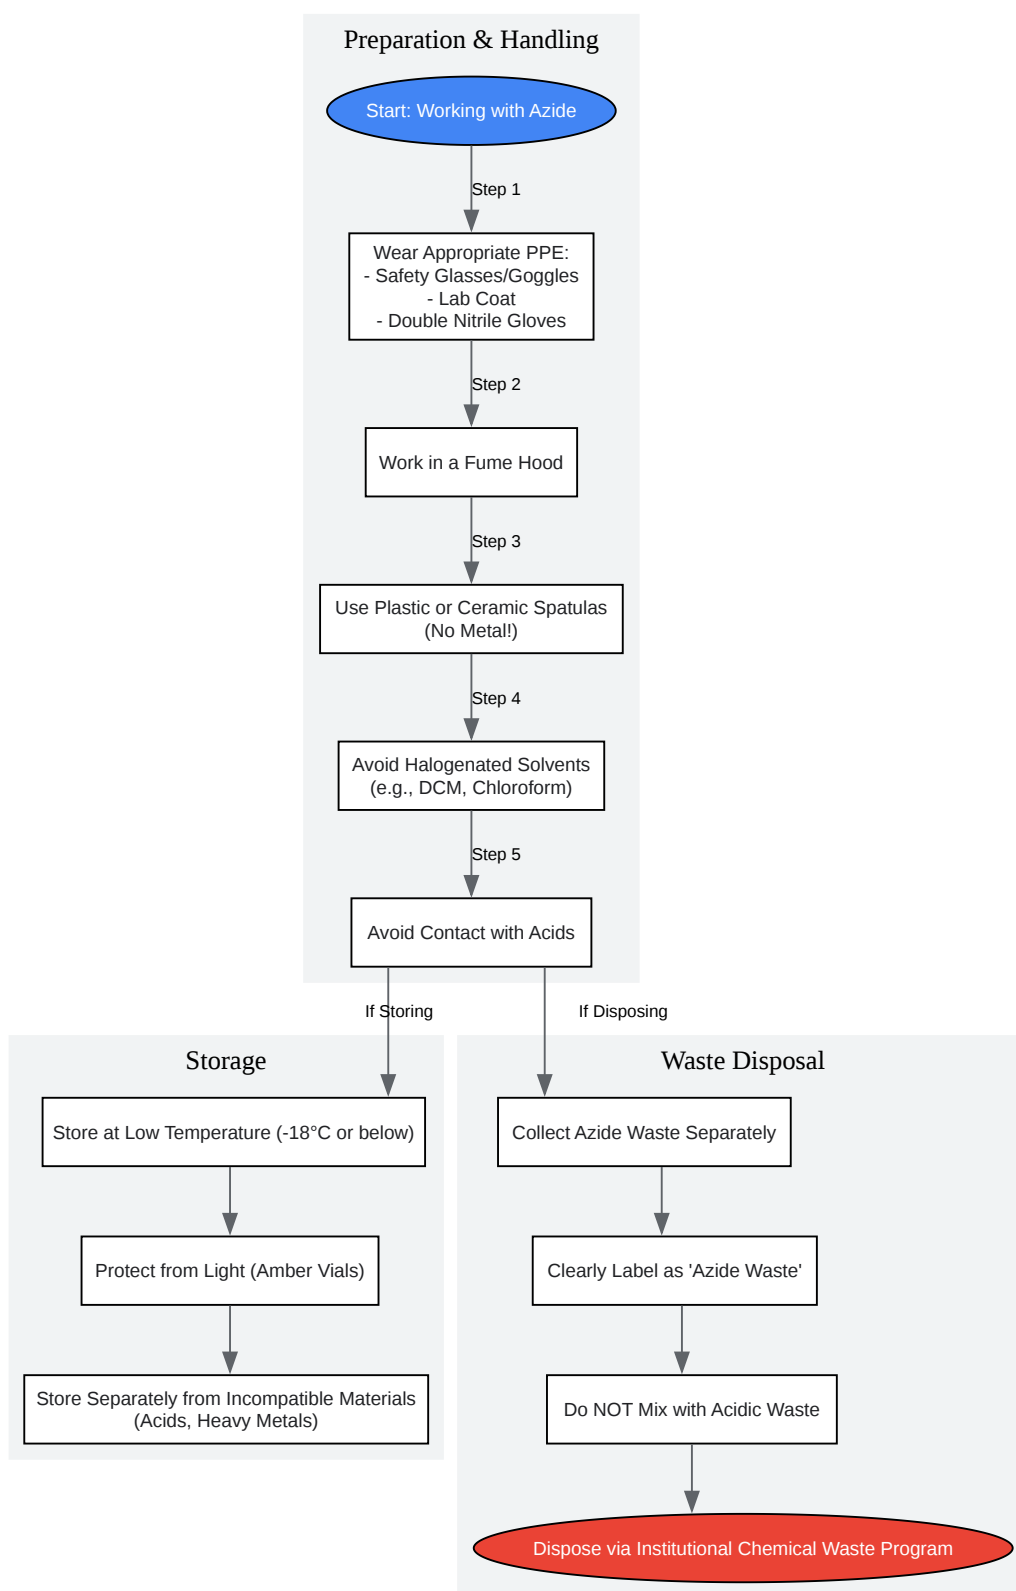 Preparation & Handling
Start: Working with Azide
Step 1
Wear Appropriate PPE:
- Safety Glasses/Goggles
- Lab Coat
- Double Nitrile Gloves
Step 2
Work in a Fume Hood
Step 3
Use Plastic or Ceramic Spatulas
(No Metal!)
Step 4
Avoid Halogenated Solvents
(e.g., DCM, Chloroform)
Step 5
Avoid Contact with Acids
If Storing
If Disposing
Storage
Store at Low Temperature (-18°C or below)
Protect from Light (Amber Vials)
Store Separately from Incompatible Materials
(Acids, Heavy Metals)
Waste Disposal
Collect Azide Waste Separately
Clearly Label as 'Azide Waste'
Do NOT Mix with Acidic Waste
Dispose via Institutional Chemical Waste Program